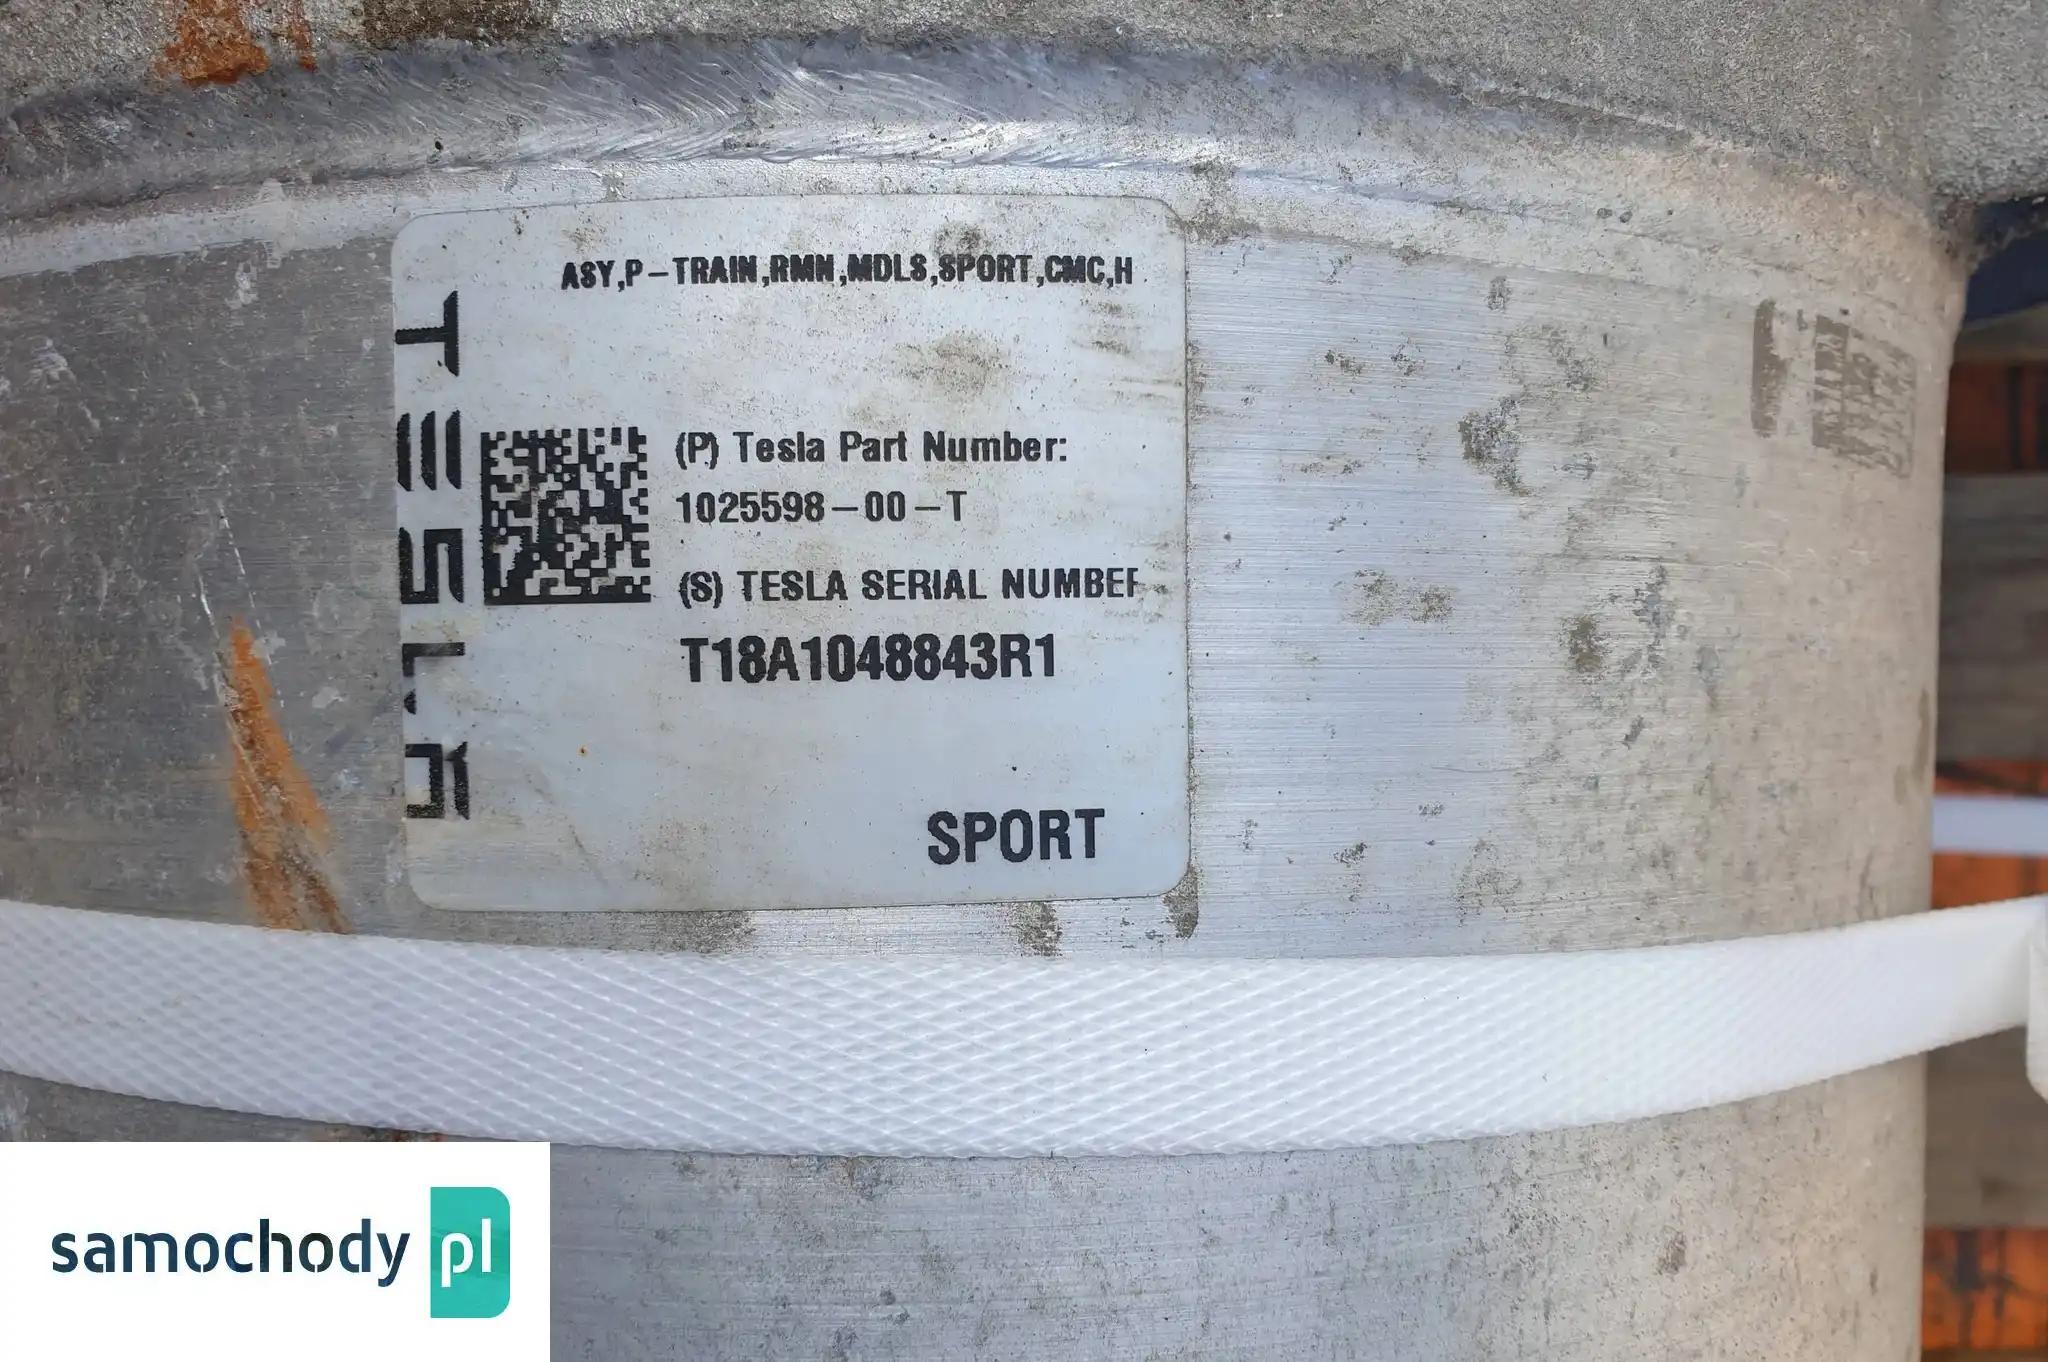 ASY,P-TRAIN,RMN,MDLS,SPORT,CMC,H
TESLA
(P) Tesla Part Number:
1025598-00-T
(S) TESLA SERIAL NUMBER
T18A1048843R1
SPORT
samochody pl